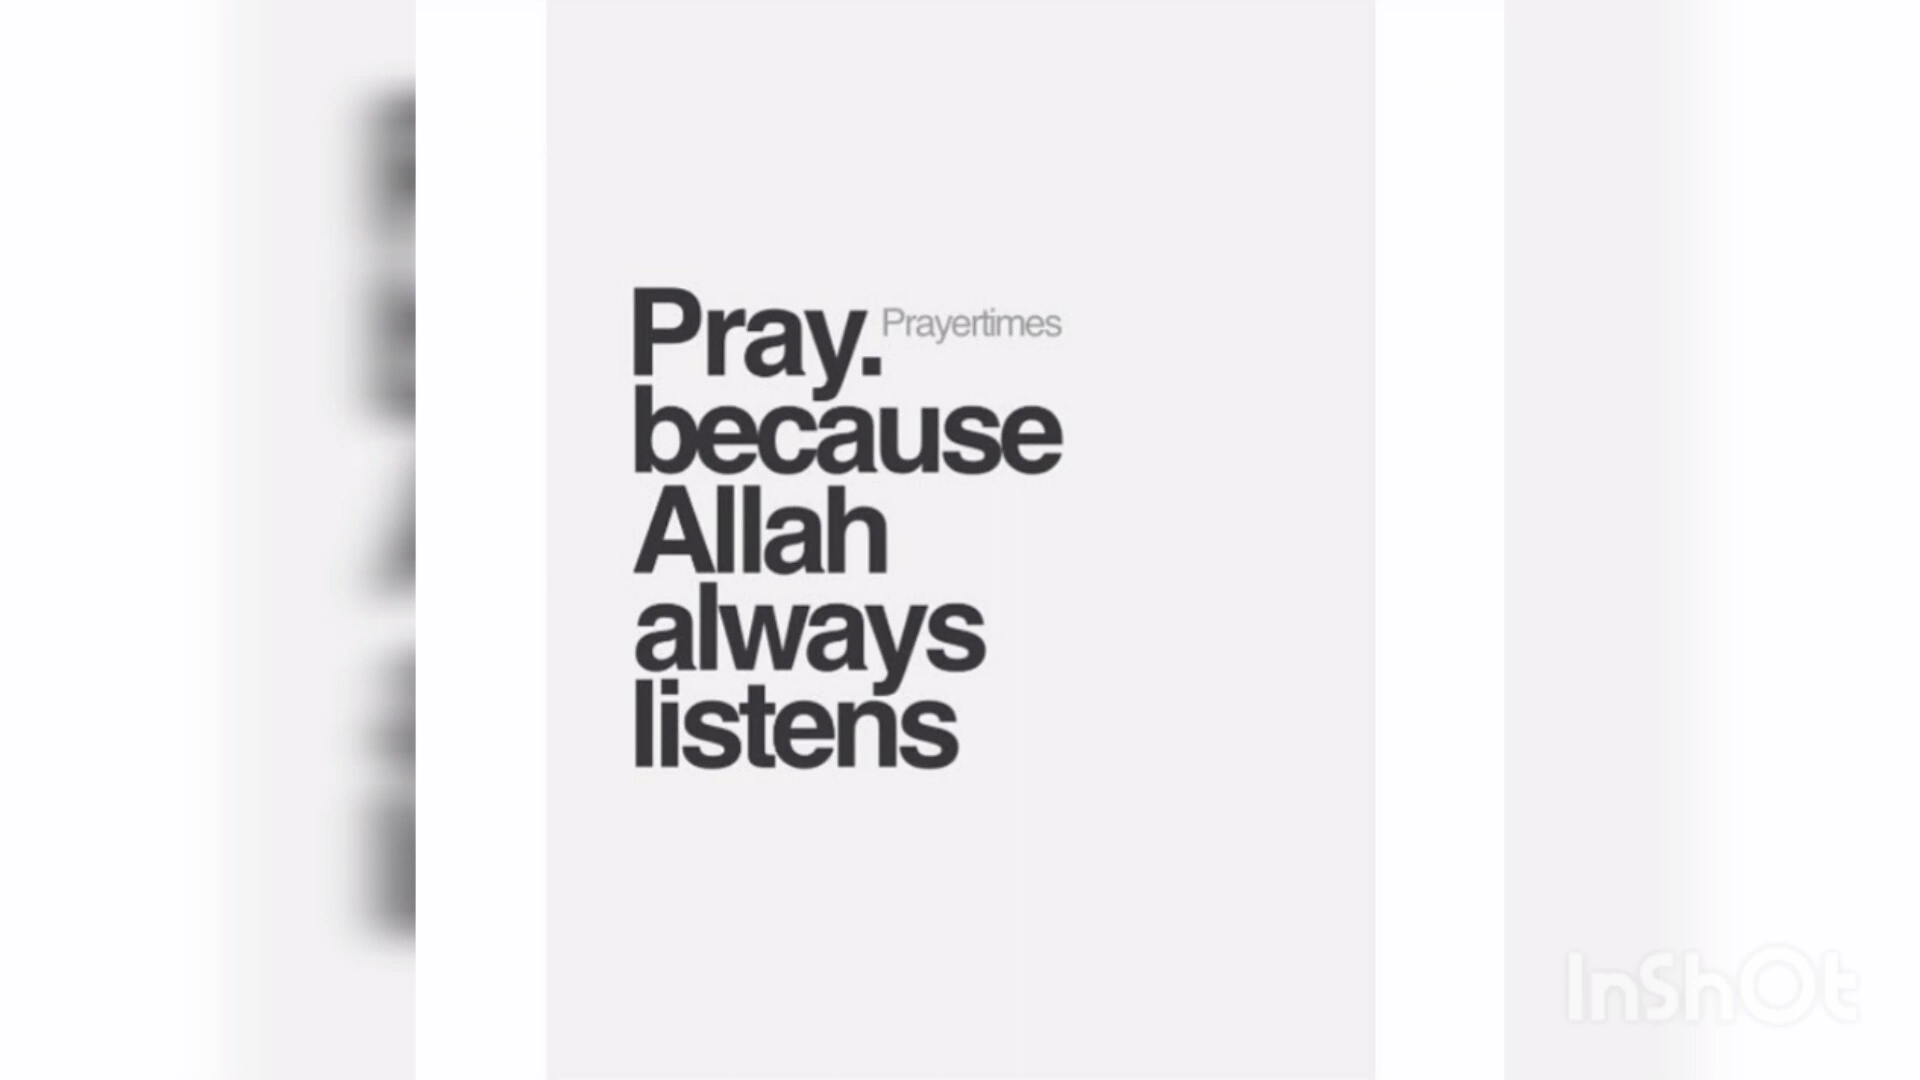 Pray. Prayertimes
because
Allah
always
listens
InShOt